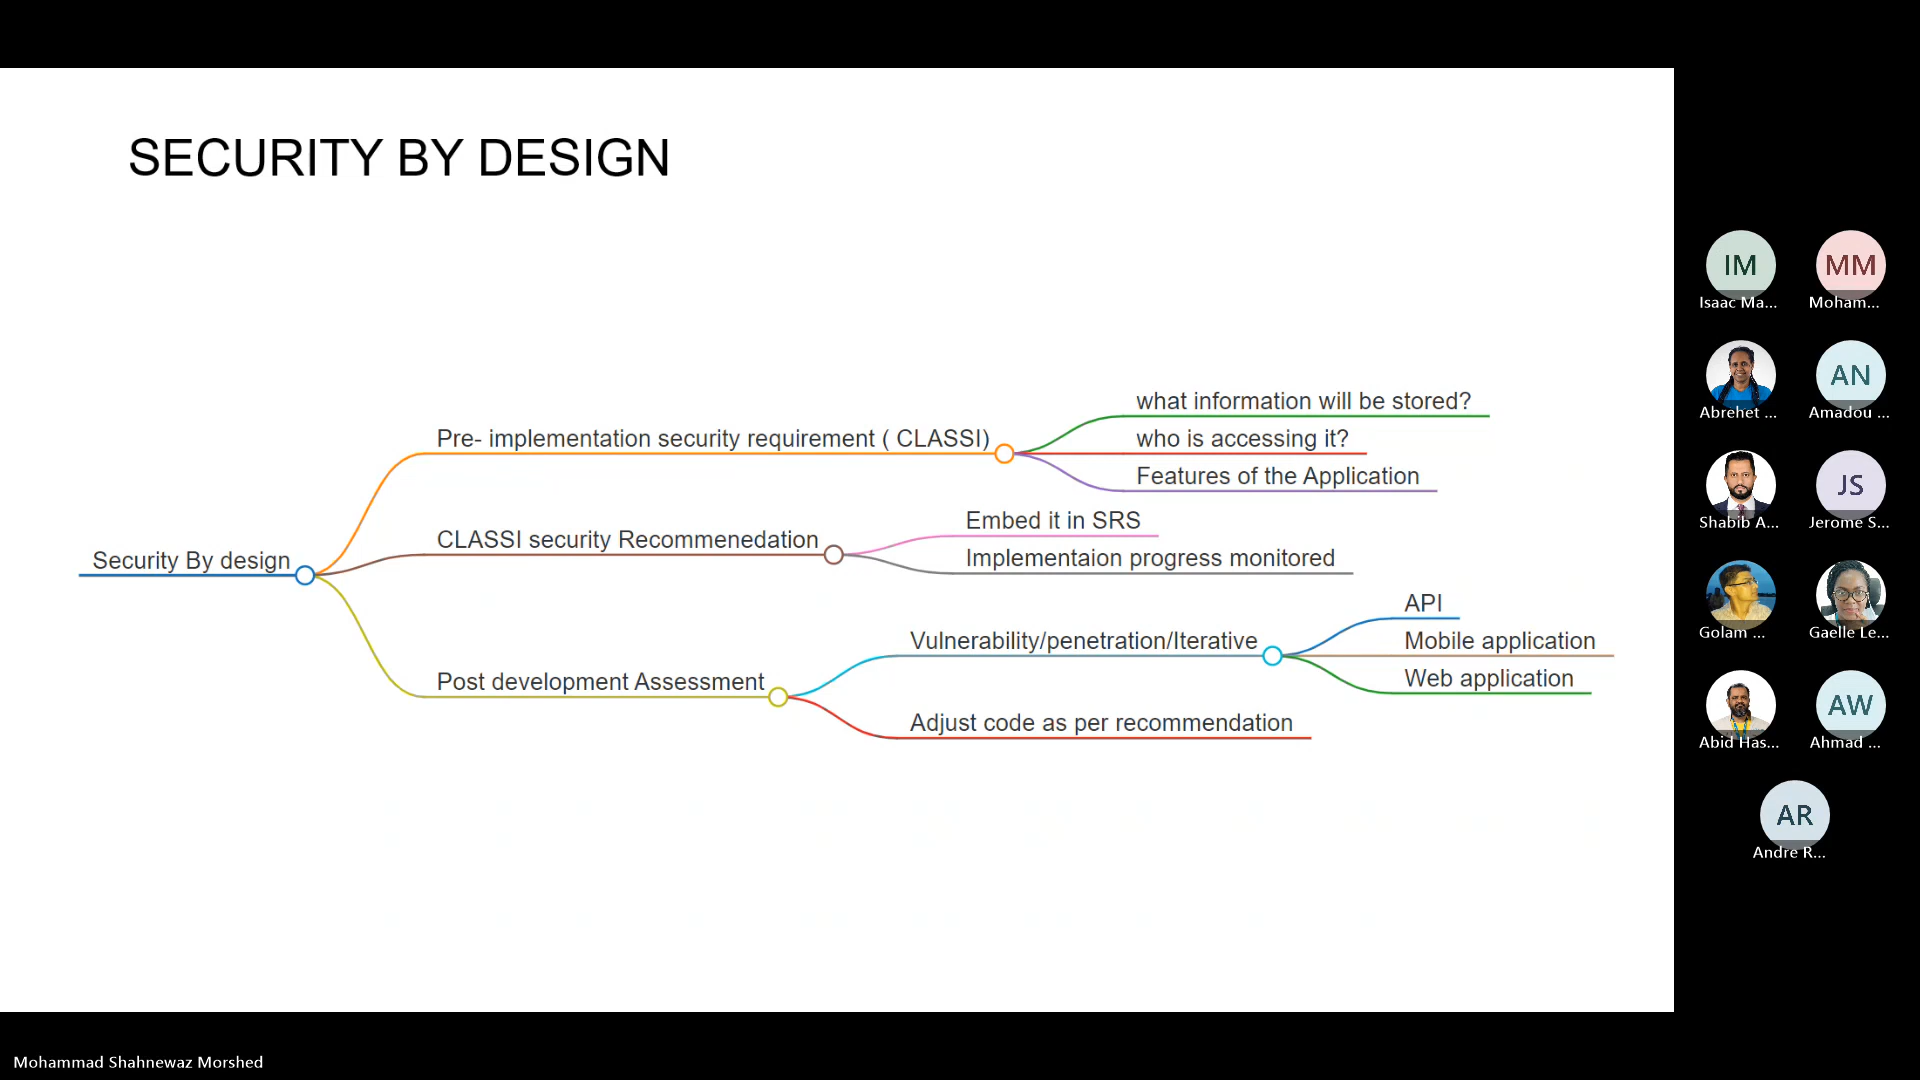 SECURITY BY DESIGN
Security By design
Pre- implementation security requirement ( CLASSI)
what information will be stored?
who is accessing it?
Features of the Application
CLASSI security Recommenedation
Embed it in SRS
Implementaion progress monitored
Post development Assessment
Vulnerability/penetration/Iterative
API
Mobile application
Web application
Adjust code as per recommendation
IM
Isaac Ma...
MM
Moham...
Abrehet ...
AN
Amadou ...
Shabib A...
JS
Jerome S...
Golam ...
Gaelle Le...
Abid Has...
AW
Ahmad ...
AR
Andre R...
Mohammad Shahnewaz Morshed